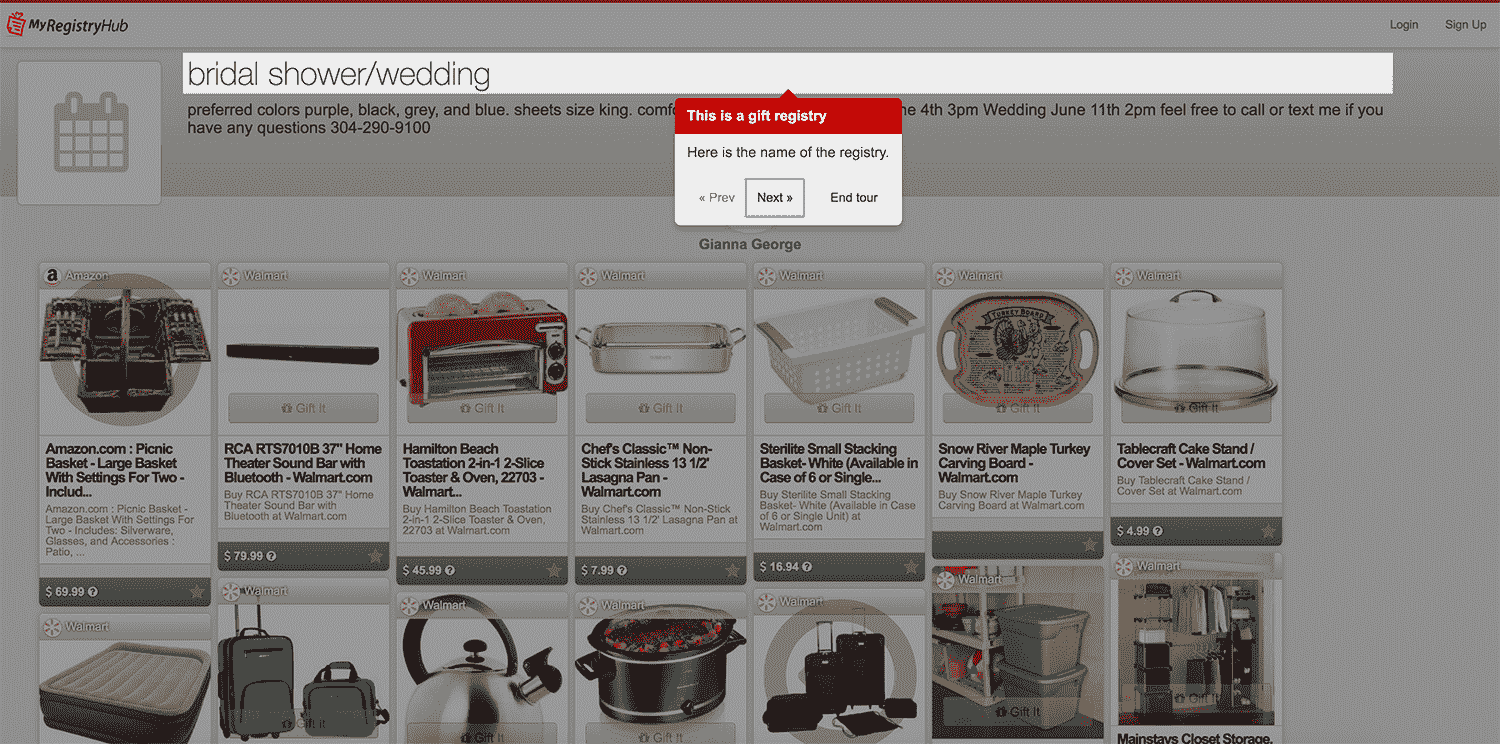 MyRegistryHub
Login
Sign Up
bridal shower/wedding
preferred colors purple, black, grey, and blue. sheets size king. comfo
ne 4th 3pm Wedding June 11th 2pm feel free to call or text me if you
have any questions 304-290-9100
This is a gift registry
Here is the name of the registry.
« Prev
Next »
End tour
Gianna George
a Amazon
Amazon.com : Picnic
Basket - Large Basket
With Settings For Two -
Includ...
Amazon.com : Picnic Basket -
Large Basket With Settings For
Two - Includes: Silverware,
Glasses, and Accessories :
Patio, ...
$ 69.99
Walmart
Walmart
Gift It
RCA RTS7010B 37" Home
Theater Sound Bar with
Bluetooth - Walmart.com
Buy RCA RTS7010B 37" Home
Theater Sound Bar with
Bluetooth at Walmart.com
$ 79.99
Walmart
Gift It
Walmart
Gift It
Hamilton Beach
Toastation 2-in-1 2-Slice
Toaster & Oven, 22703 -
Walmart...
Buy Hamilton Beach Toastation
2-in-1 2-Slice Toaster & Oven,
22703 at Walmart.com
$ 45.99
Walmart
Gift It
Walmart
Gift It
Chef's Classic™ Non-
Stick Stainless 13 1/2'
Lasagna Pan -
Walmart.com
Buy Chef's Classic™ Non-Stick
Stainless 13 1/2' Lasagna Pan at
Walmart.com
$ 7.99
Walmart
Gift It
Walmart
Gift It
Sterilite Small Stacking
Basket- White (Available in
Case of 6 or Single...
Buy Sterilite Small Stacking
Basket- White (Available in Case
of 6 or Single Unit) at
Walmart.com
$ 16.94
Walmart
Gift It
Walmart
TURKEY BOARD
Gift It
Snow River Maple Turkey
Carving Board -
Walmart.com
Buy Snow River Maple Turkey
Carving Board at Walmart.com
Walmart
Gift It
Walmart
Gift It
Tablecraft Cake Stand /
Cover Set - Walmart.com
Buy Tablecraft Cake Stand /
Cover Set at Walmart.com
$ 4.99
Walmart
Gift It
Mainstays Closet Storage,